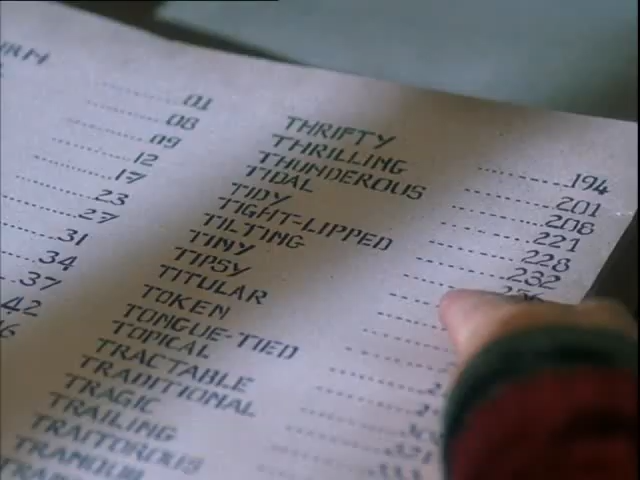 01
08
09
12
17
23
27
31
34
37
42
THRIFTY ........... 194
THRILLING ........... 201
THUNDEROUS ........... 208
TIDAL ........... 221
TIDY ........... 228
TIGHT-LIPPED ........... 232
TILTING
TINY
TIPSY
TITULAR
TOKEN
TONGUE-TIED
TOPICAL
TRACTABLE
TRADITIONAL
TRAGIC
TRAILING
TRAITOROUS